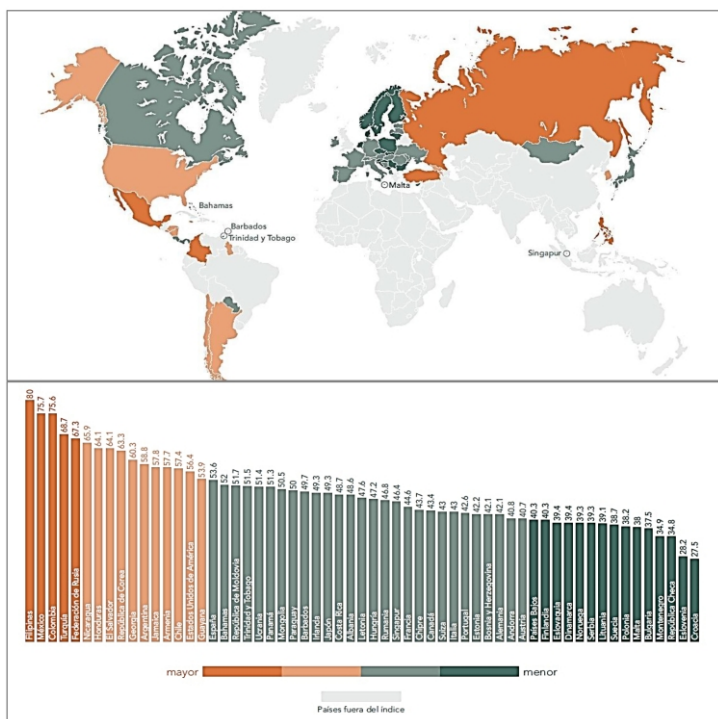 Bahamas
Barbados
Trinidad y Tobago
Malta
Singapur
80
75.7
75.6
68.7
67.3
65.9
64.1
64.1
63.3
60.3
58.8
57.8
57.7
57.4
56.4
53.9
53.6
52
51.7
51.5
51.4
51.3
50.5
50
49.7
49.3
49.3
48.7
48.6
47.6
47.2
46.8
46.4
44.6
43.7
43.4
43
43
42.6
42.2
42.1
42.1
40.8
40.7
40.3
40.3
39.4
39.4
39.3
39.3
39.1
38.7
38.2
38
37.5
34.9
34.8
28.2
27.5
Filipinas
México
Colombia
Turquía
Federación de Rusia
Nicaragua
Honduras
El Salvador
República de Corea
Georgia
Argentina
Jamaica
Armenia
Chile
Estados Unidos de América
Guayana
España
Bahamas
República de Moldovia
Trinidad y Tobago
Ucrania
Panamá
Mongolia
Paraguay
Barbados
Irlanda
Japón
Costa Rica
Albania
Letonia
Hungría
Rumania
Singapur
Francia
Chipre
Canadá
Suiza
Italia
Portugal
Estonia
Bosnia y Herzegovina
Alemania
Andorra
Austria
Países Bajos
Finlandia
Eslovaquia
Dinamarca
Noruega
Serbia
Lituania
Suecia
Polonia
Malta
Bulgaria
Montenegro
República Checa
Eslovenia
Croacia
mayor
menor
Países fuera del índice